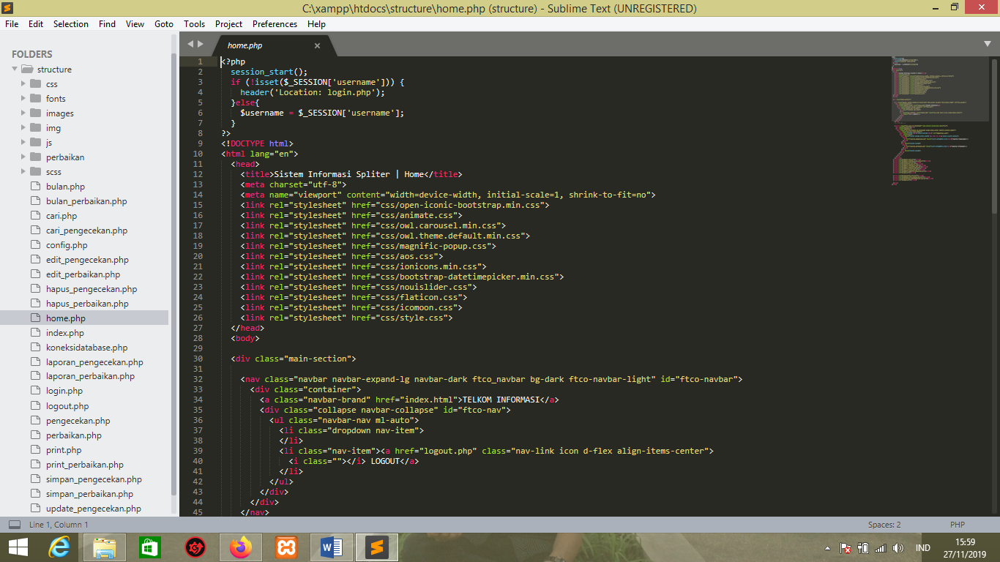 C:\xampp\htdocs\structure\home.php (structure) - Sublime Text (UNREGISTERED)
File Edit Selection Find View Goto Tools Project Preferences Help
FOLDERS
structure
css
fonts
images
img
js
perbaikan
scss
bulan.php
bulan_perbaikan.php
cari.php
cari_pengecekan.php
config.php
edit_pengecekan.php
edit_perbaikan.php
hapus_pengecekan.php
hapus_perbaikan.php
home.php
index.php
koneksidatabase.php
laporan_pengecekan.php
laporan_perbaikan.php
login.php
logout.php
pengecekan.php
perbaikan.php
print.php
print_perbaikan.php
simpan_pengecekan.php
simpan_perbaikan.php
update_pengecekan.php
home.php
1 <?php
2 session_start();
3 if (!isset($_SESSION['username'])) {
4 header('Location: login.php');
5 }else{
6 $username = $_SESSION['username'];
7 }
8 ?>
9 <!DOCTYPE html>
10 <html lang="en">
11 <head>
12 <title>Sistem Informasi Spliter | Home</title>
13 <meta charset="utf-8">
14 <meta name="viewport" content="width=device-width, initial-scale=1, shrink-to-fit=no">
15 <link rel="stylesheet" href="css/open-iconic-bootstrap.min.css">
16 <link rel="stylesheet" href="css/animate.css">
17 <link rel="stylesheet" href="css/owl.carousel.min.css">
18 <link rel="stylesheet" href="css/owl.theme.default.min.css">
19 <link rel="stylesheet" href="css/magnific-popup.css">
20 <link rel="stylesheet" href="css/aos.css">
21 <link rel="stylesheet" href="css/ionicons.min.css">
22 <link rel="stylesheet" href="css/bootstrap-datetimepicker.min.css">
23 <link rel="stylesheet" href="css/nouislider.css">
24 <link rel="stylesheet" href="css/flaticon.css">
25 <link rel="stylesheet" href="css/icomoon.css">
26 <link rel="stylesheet" href="css/style.css">
27 </head>
28 <body>
29
30 <div class="main-section">
31
32 <nav class="navbar navbar-expand-lg navbar-dark ftco_navbar bg-dark ftco-navbar-light" id="ftco-navbar">
33 <div class="container">
34 <a class="navbar-brand" href="index.html">TELKOM INFORMASI</a>
35 <div class="collapse navbar-collapse" id="ftco-nav">
36 <ul class="navbar-nav ml-auto">
37 <li class="dropdown nav-item">
38 </li>
39 <li class="nav-item"><a href="logout.php" class="nav-link icon d-flex align-items-center">
40 <i class=""></i> LOGOUT</a>
41 </li>
42 </ul>
43 </div>
44 </div>
45 </nav>
Line 1, Column 1
Spaces: 2
PHP
IND
15:59
27/11/2019